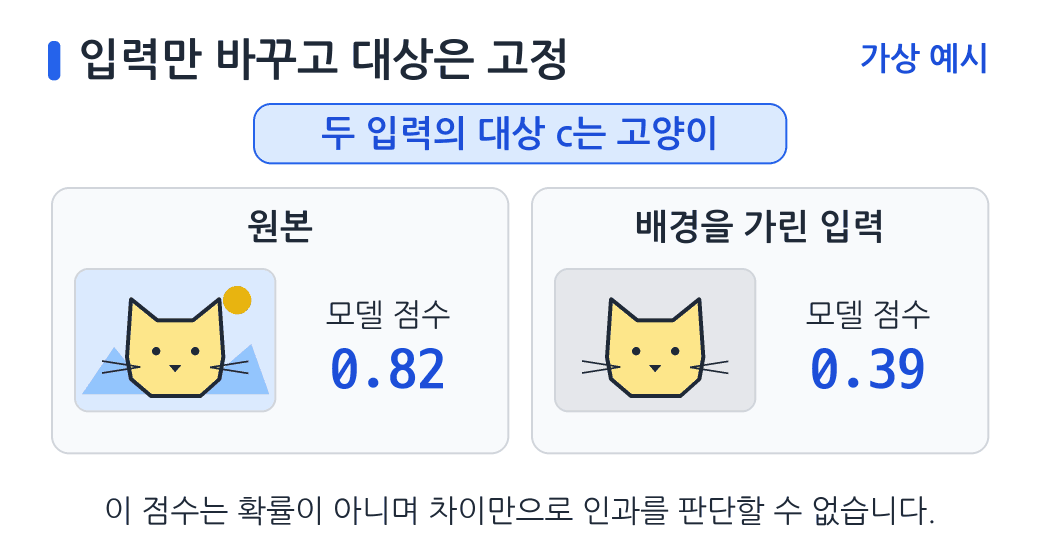 입력만 바꾸고 대상은 고정
가상 예시
두 입력의 대상 c는 고양이
원본
모델 점수
0.82
배경을 가린 입력
모델 점수
0.39
이 점수는 확률이 아니며 차이만으로 인과를 판단할 수 없습니다.